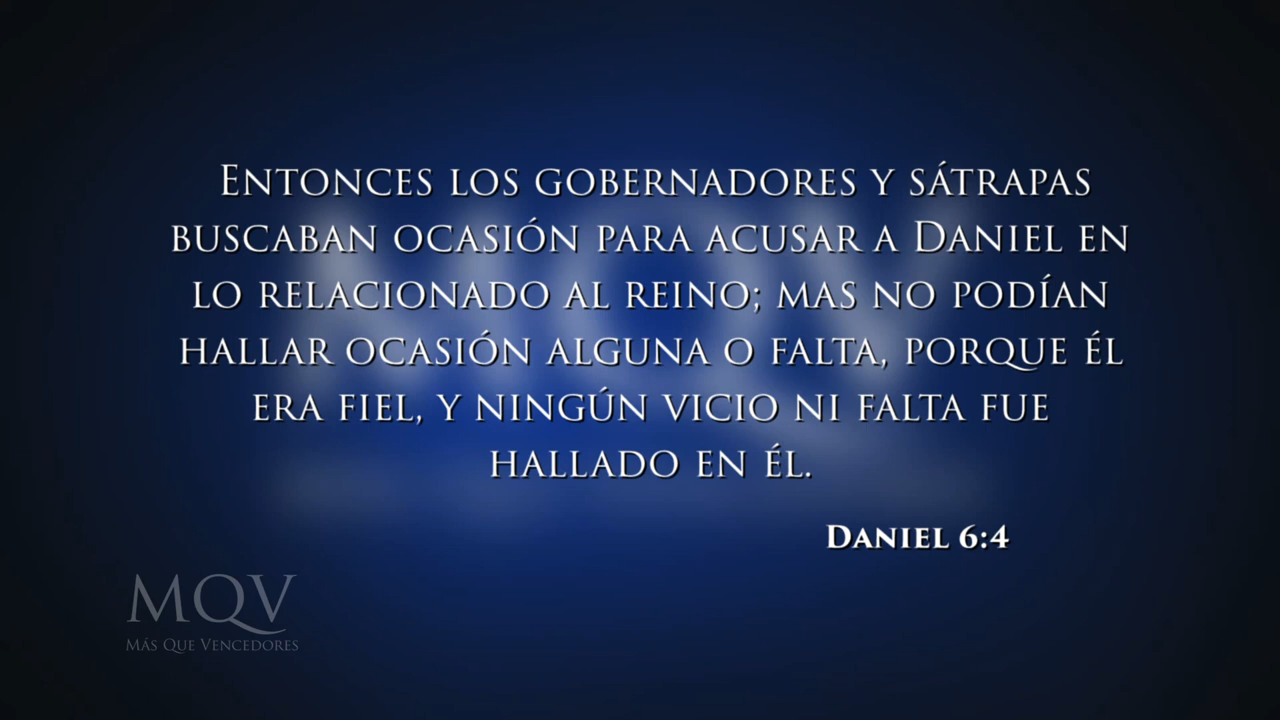 Entonces los gobernadores y sátrapas
buscaban ocasión para acusar a Daniel en
lo relacionado al reino; mas no podían
hallar ocasión alguna o falta, porque él
era fiel, y ningún vicio ni falta fue
hallado en él.
Daniel 6:4
MQV
Más Que Vencedores